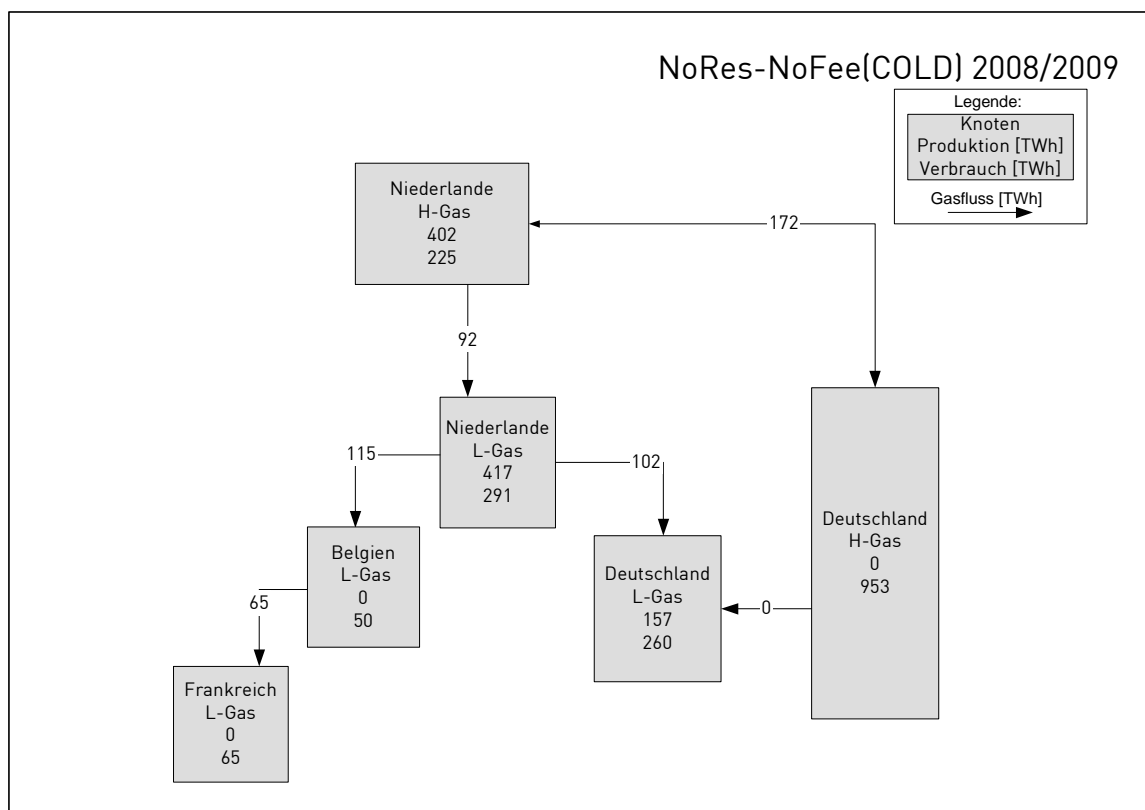 NoRes-NoFee(COLD) 2008/2009
Legende:
Knoten
Produktion [TWh]
Verbrauch [TWh]
Gasfluss [TWh]
Niederlande
H-Gas
402
225
172
92
Niederlande
L-Gas
417
291
115
102
Belgien
L-Gas
0
50
Deutschland
L-Gas
157
260
Deutschland
H-Gas
0
953
65
0
Frankreich
L-Gas
0
65